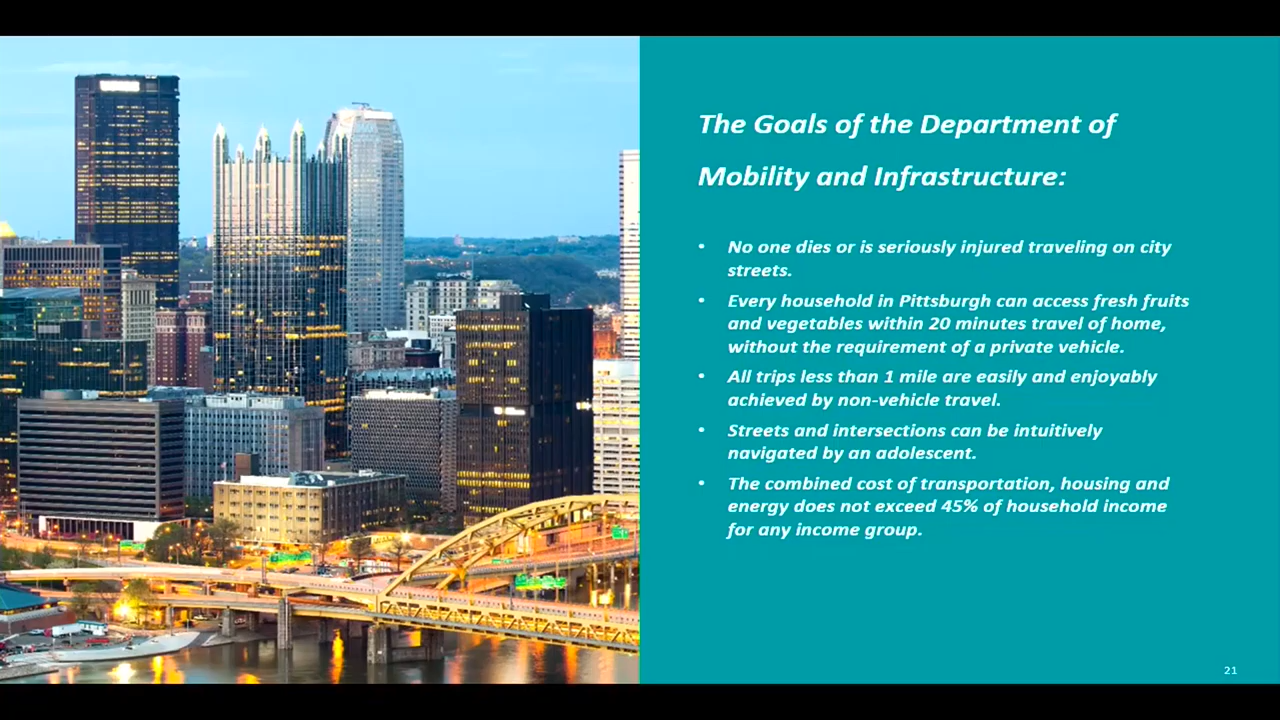 The Goals of the Department of
Mobility and Infrastructure:
• No one dies or is seriously injured traveling on city
streets.
• Every household in Pittsburgh can access fresh fruits
and vegetables within 20 minutes travel of home,
without the requirement of a private vehicle.
• All trips less than 1 mile are easily and enjoyably
achieved by non-vehicle travel.
• Streets and intersections can be intuitively
navigated by an adolescent.
• The combined cost of transportation, housing and
energy does not exceed 45% of household income
for any income group.
21